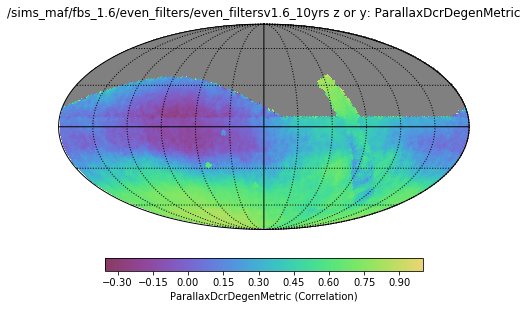 /sims_maf/fbs_1.6/even_filters/even_filtersv1.6_10yrs z or y: ParallaxDcrDegenMetric
−0.30 −0.15 0.00 0.15 0.30 0.45 0.60 0.75 0.90
ParallaxDcrDegenMetric (Correlation)